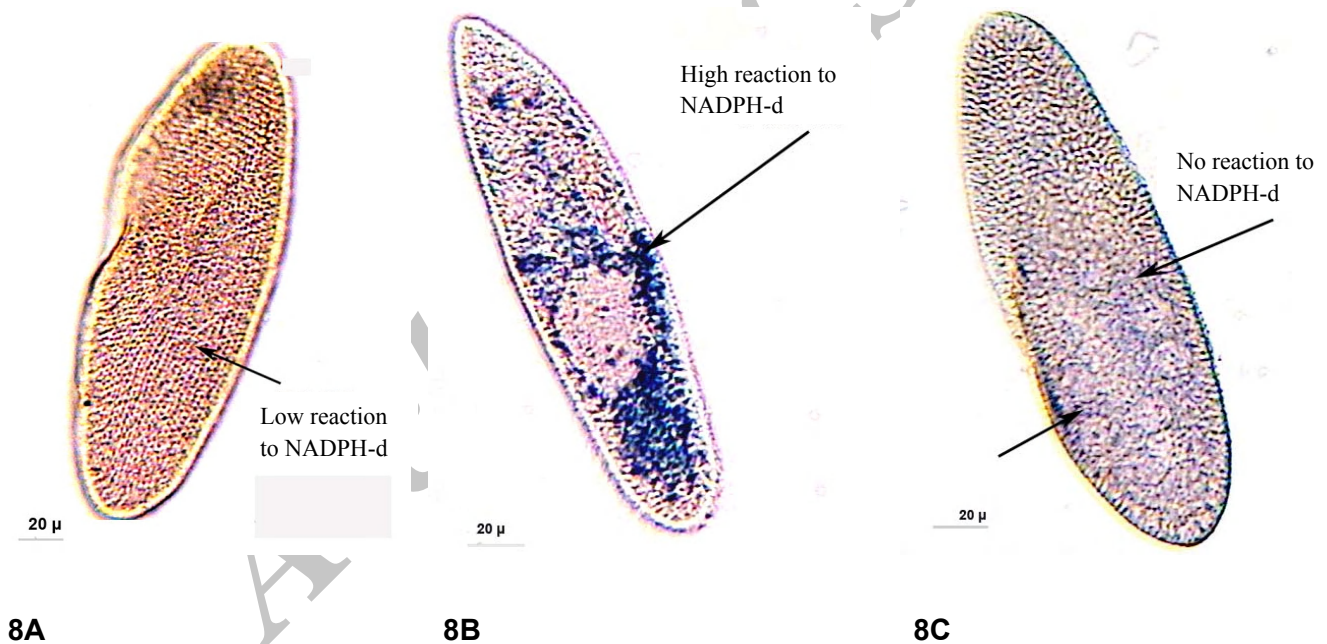 High reaction to
NADPH-d
No reaction to
NADPH-d
Low reaction
to NADPH-d
20 µ
20 µ
20 µ
8A
8B
8C